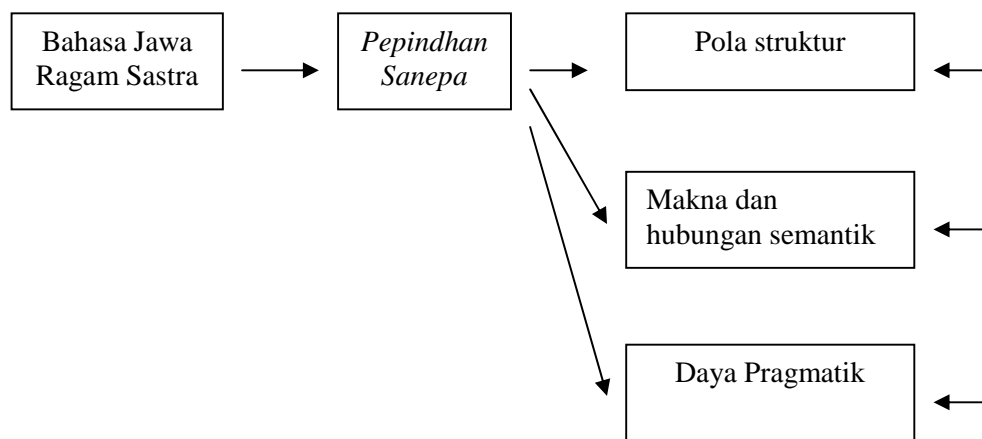 Bahasa Jawa
Ragam Sastra
Pepindhan
Sanepa
Pola struktur
Makna dan
hubungan semantik
Daya Pragmatik